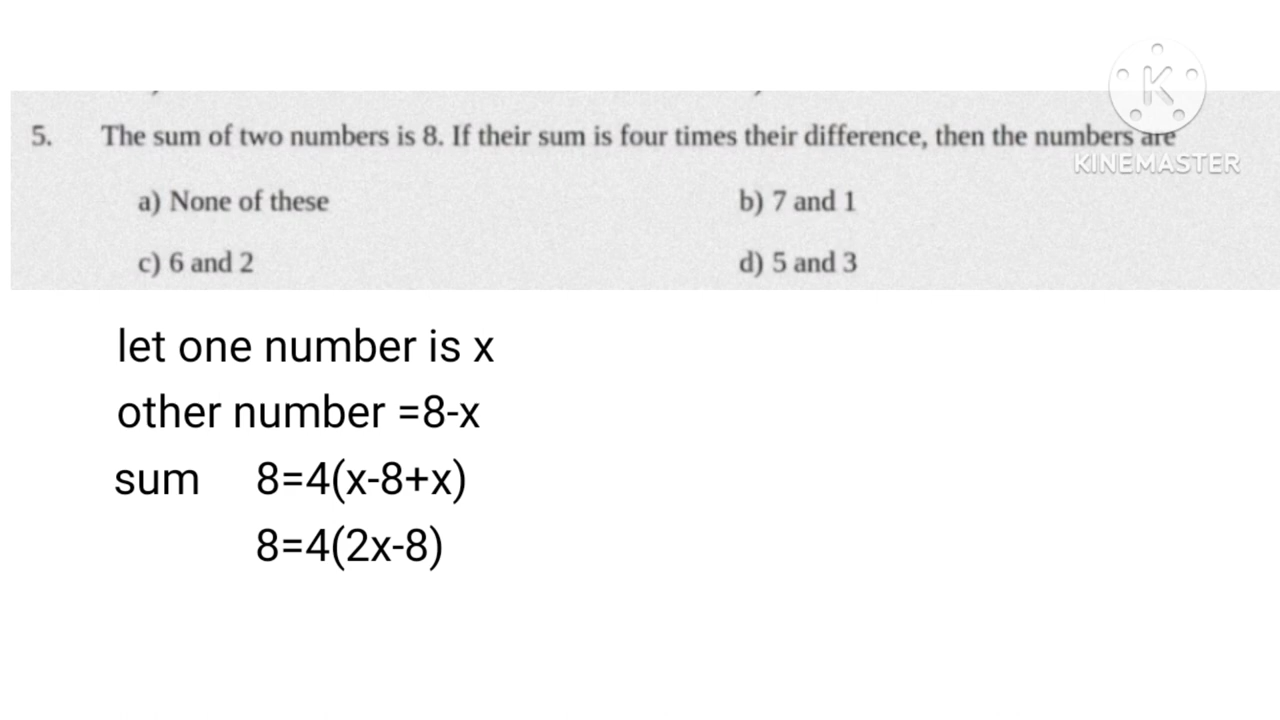 K
KINEMASTER
5. The sum of two numbers is 8. If their sum is four times their difference, then the numbers are
a) None of these b) 7 and 1
c) 6 and 2 d) 5 and 3
let one number is x
other number =8-x
sum 8=4(x-8+x)
8=4(2x-8)